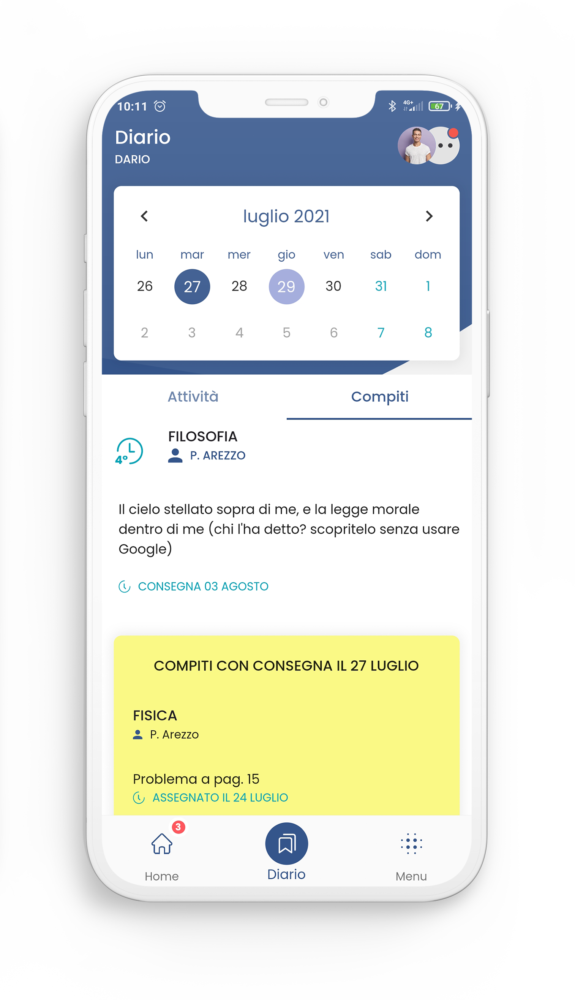 10:11
4G+
67
Diario
DARIO
luglio 2021
lun mar mer gio ven sab dom
26 27 28 29 30 31 1
2 3 4 5 6 7 8
Attività Compiti
FILOSOFIA
4°
P. AREZZO
Il cielo stellato sopra di me, e la legge morale
dentro di me (chi l'ha detto? scopritelo senza usare
Google)
CONSEGNA 03 AGOSTO
COMPITI CON CONSEGNA IL 27 LUGLIO
FISICA
P. Arezzo
Problema a pag. 15
ASSEGNATO IL 24 LUGLIO
3
Home Diario Menu